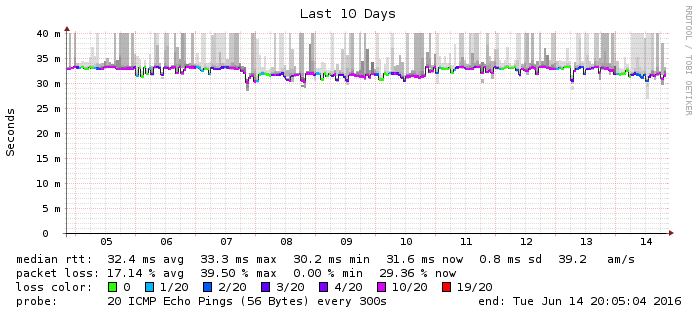 Last 10 Days
RRDTOOL / TOBI OETIKER
Seconds
40 m
35 m
30 m
25 m
20 m
15 m
10 m
5 m
0
05 06 07 08 09 10 11 12 13 14
median rtt: 32.4 ms avg 33.3 ms max 30.2 ms min 31.6 ms now 0.8 ms sd 39.2 am/s
packet loss: 17.14 % avg 39.50 % max 0.00 % min 29.36 % now
loss color: 0 1/20 2/20 3/20 4/20 10/20 19/20
probe: 20 ICMP Echo Pings (56 Bytes) every 300s end: Tue Jun 14 20:05:04 2016